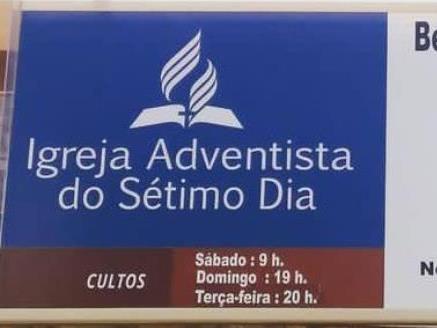 Igreja Adventista
do Sétimo Dia
CULTOS
Sábado : 9 h.
Domingo : 19 h.
Terça-feira : 20 h.